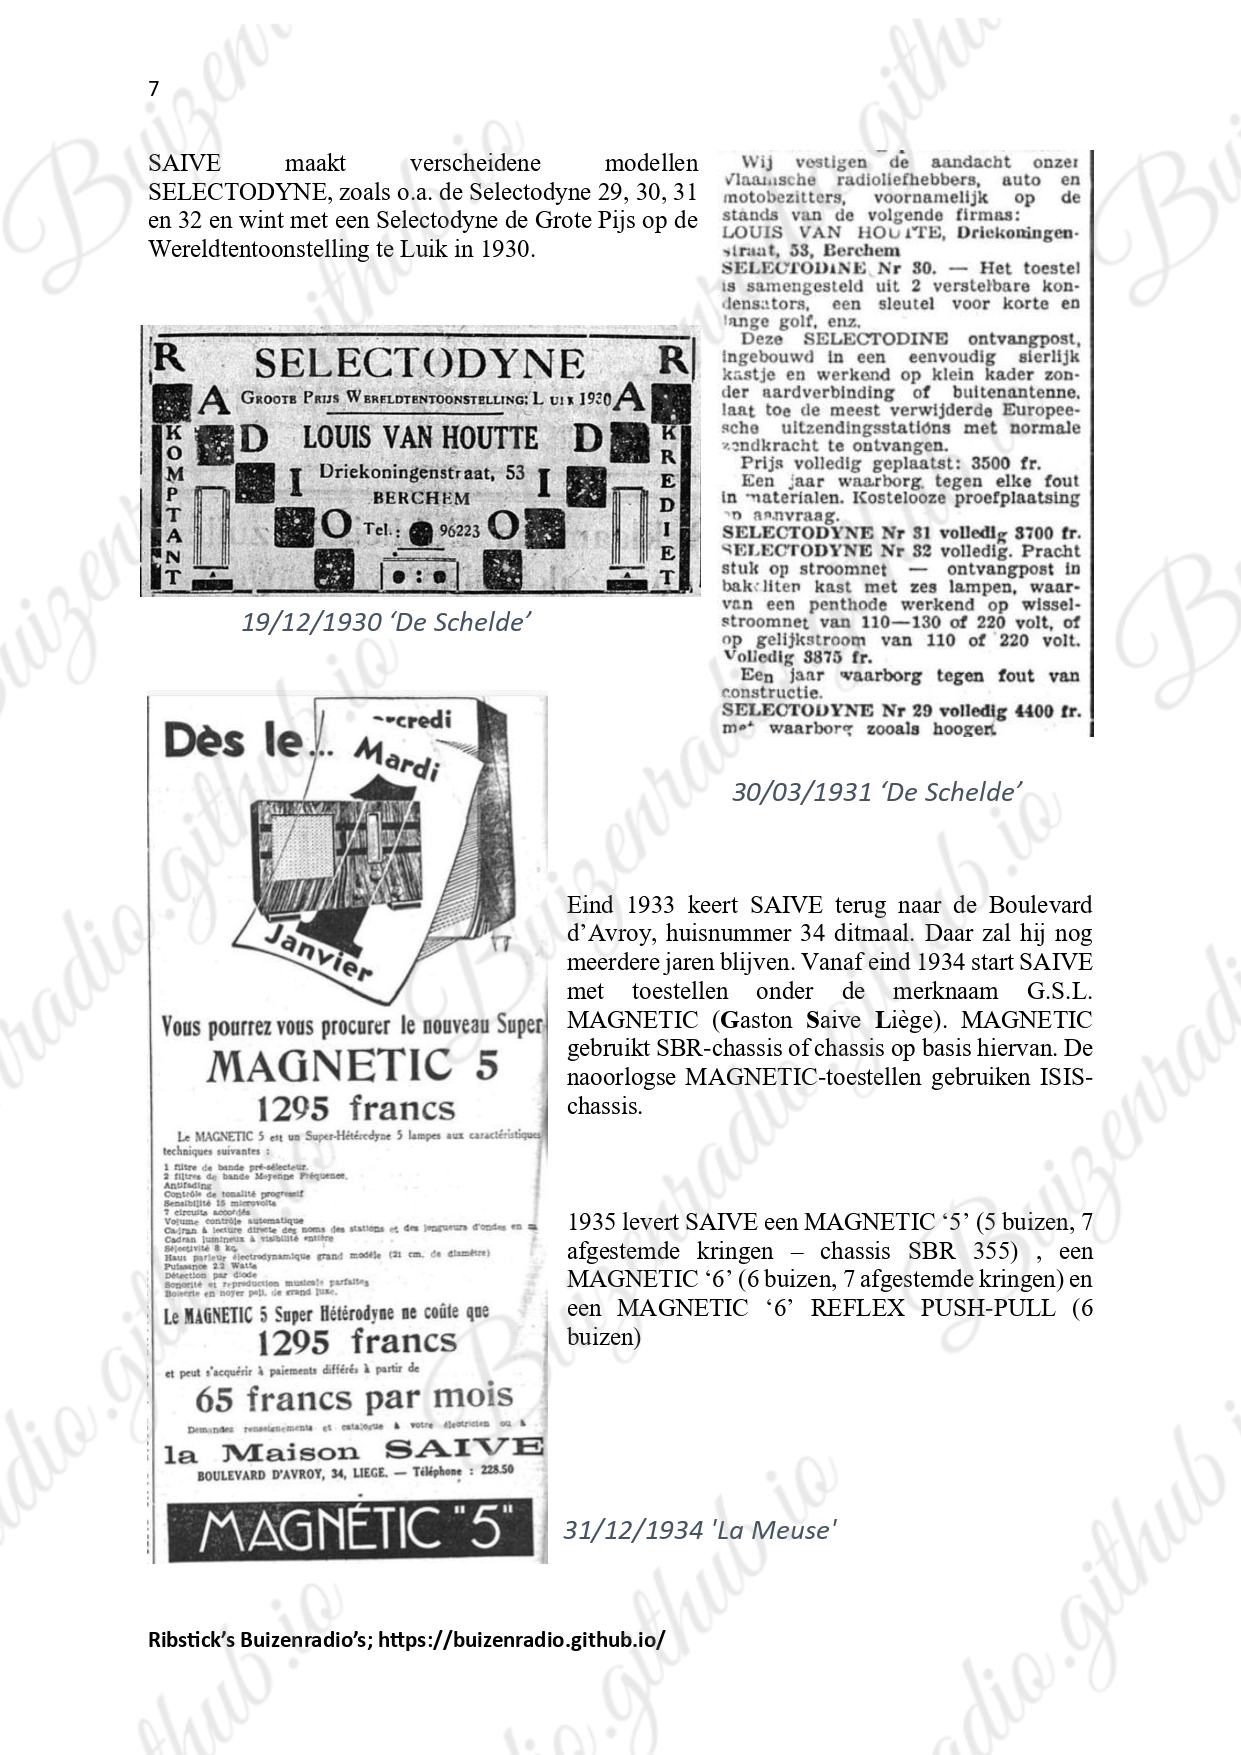 7
SAIVE maakt verscheidene modellen
SELECTODYNE, zoals o.a. de Selectodyne 29, 30, 31
en 32 en wint met een Selectodyne de Grote Pijs op de
Wereldtentoonstelling te Luik in 1930.
RADIO
SELECTODYNE
RADIO
GROOTE PRIJS WERELDTENTOONSTELLING: LUIK 1930
LOUIS VAN HOUTTE
Driekoningenstraat, 53
BERCHEM
Tel.: 96223
KOMPTANT
KREDIET
19/12/1930 ‘De Schelde’
Wij vestigen de aandacht onzer
Vlaamsche radioliefhebbers, auto en
motobezitters, voornamelijk op de
stands van de volgende firmas:
LOUIS VAN HOUTTE, Driekoningen-
straat, 53, Berchem
SELECTODINE Nr 30. — Het toestel
is samengesteld uit 2 verstelbare kon-
densators, een sleutel voor korte en
lange golf, enz.
Deze SELECTODINE ontvangpost,
ingebouwd in een eenvoudig sierlijk
kastje en werkend op klein kader zon-
der aardverbinding of buitenantenne,
laat toe de meest verwijderde Europee-
sche uitzendingsstatións met normale
zendkracht te ontvangen.
Prijs volledig geplaatst: 3500 fr.
Een jaar waarborg tegen elke fout
in materialen. Kostelooze proefplaatsing
op aanvraag.
SELECTODYNE Nr 31 volledig 3700 fr.
SELECTODYNE Nr 32 volledig. Pracht
stuk op stroomnet — ontvangpost in
bakeliten kast met zes lampen, waar-
van een penthode werkend op wissel-
stroomnet van 110—130 of 220 volt, of
op gelijkstroom van 110 of 220 volt.
Volledig 3875 fr.
Een jaar waarborg tegen fout van
constructie.
SELECTODYNE Nr 29 volledig 4400 fr.
met waarborg zooals hooger.
30/03/1931 ‘De Schelde’
Dès le...
Mardi
1
Janvier
Vous pourrez vous procurer le nouveau Super
MAGNETIC 5
1295 francs
Le MAGNETIC 5 est un Super-Hétéredyne 5 lampes aux caractéristiques
techniques suivantes :
1 filtre de bande pré-sélecteur.
2 filtres de bande Moyenne Fréquence.
Antifading
Contrôle de tonalité progressif
Sensibilité 15 microvolts
7 circuits accordés
Volume contrôle automatique
Cadran à lecture directe des noms des stations et des longueurs d'ondes en m
Cadran lumineux à visibilité entière
Sélectivité 8 kc.
Haut parleur électrodynamique grand modèle (21 cm. de diamètre)
Puissance 2.2 Watts
Détection par diode
Sonorité et reproduction musicale parfaites
Boiserie en noyer poli, de grand luxe.
Le MAGNETIC 5 Super Hétérodyne ne coûte que
1295 francs
et peut s'acquérir à paiements différés à partir de
65 francs par mois
Demandez renseignements et catalogue à votre électricien ou à
la Maison SAIVE
BOULEVARD D'AVROY, 34, LIEGE. — Téléphone : 228.50
MAGNÉTIC "5"
Eind 1933 keert SAIVE terug naar de Boulevard
d’Avroy, huisnummer 34 ditmaal. Daar zal hij nog
meerdere jaren blijven. Vanaf eind 1934 start SAIVE
met toestellen onder de merknaam G.S.L.
MAGNETIC (Gaston Saive Liège). MAGNETIC
gebruikt SBR-chassis of chassis op basis hiervan. De
naoorlogse MAGNETIC-toestellen gebruiken ISIS-
chassis.
1935 levert SAIVE een MAGNETIC ‘5’ (5 buizen, 7
afgestemde kringen – chassis SBR 355) , een
MAGNETIC ‘6’ (6 buizen, 7 afgestemde kringen) en
een MAGNETIC ‘6’ REFLEX PUSH-PULL (6
buizen)
31/12/1934 'La Meuse'
Ribstick’s Buizenradio’s; https://buizenradio.github.io/